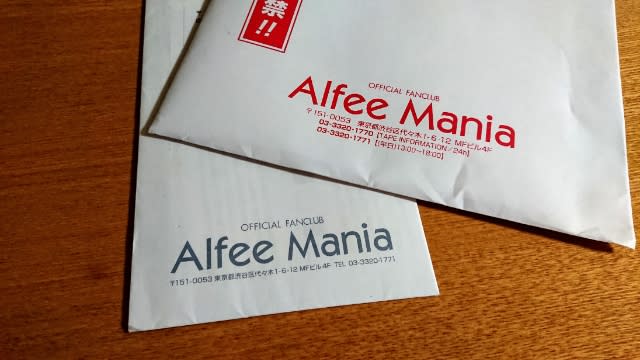 禁!!
OFFICIAL FANCLUB
Alfee Mania
〒151-0053 東京都渋谷区代々木1-6-12 MFビル4F
03-3320-1770【TAPE INFORMATION/24h】
03-3320-1771【(平日)13:00~18:00】
OFFICIAL FANCLUB
Alfee Mania
〒151-0053 東京都渋谷区代々木1-6-12 MFビル4F TEL 03-3320-1771